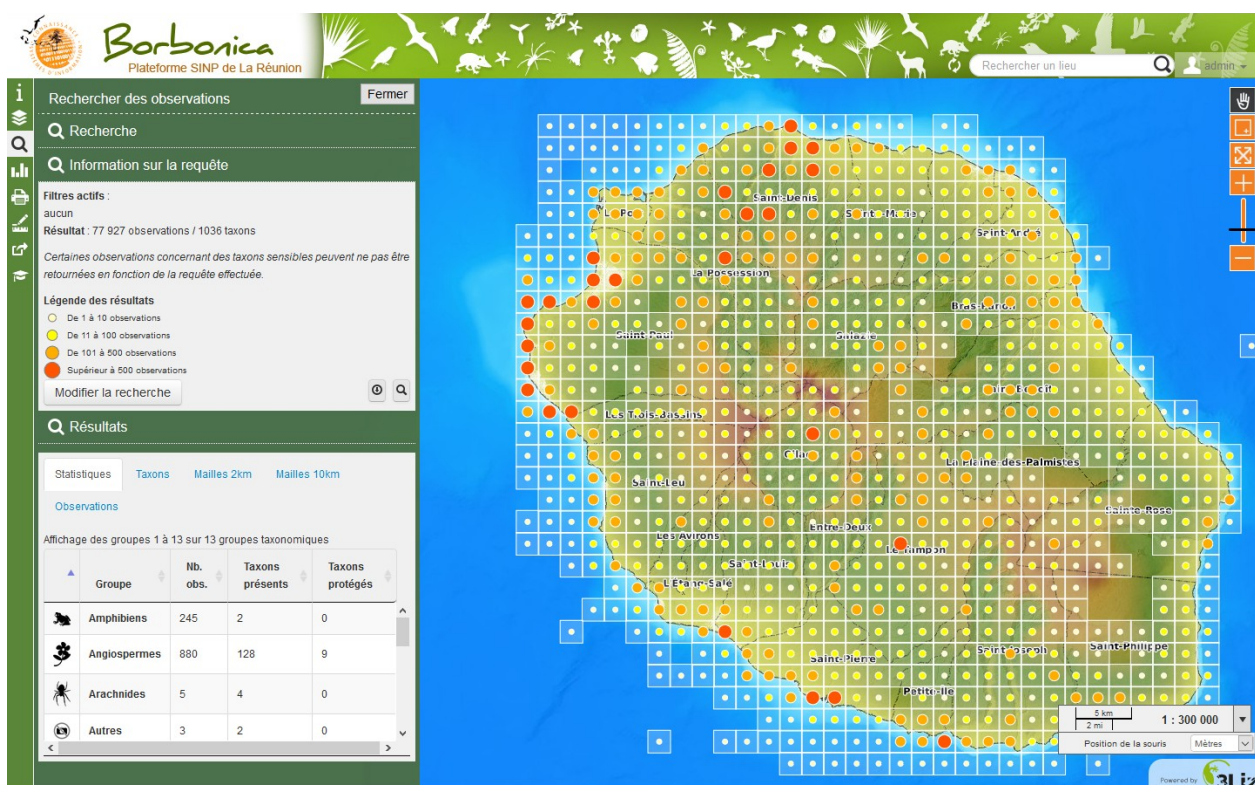 Borbonica
Plateforme SINP de La Réunion
Rechercher un lieu
admin
Rechercher des observations
Fermer
Recherche
Information sur la requête
Filtres actifs :
aucun
Résultat : 77 927 observations / 1036 taxons
Certaines observations concernant des taxons sensibles peuvent ne pas être
retournées en fonction de la requête effectuée.
Légende des résultats
De 1 à 10 observations
De 11 à 100 observations
De 101 à 500 observations
Supérieur à 500 observations
Modifier la recherche
Résultats
Statistiques Taxons Mailles 2km Mailles 10km
Observations
Affichage des groupes 1 à 13 sur 13 groupes taxonomiques
Groupe Nb. obs. Taxons présents Taxons protégés
Amphibiens 245 2 0
Angiospermes 880 128 9
Arachnides 5 4 0
Autres 3 2 0
Saint-Denis
Sainte-Marie
Saint-André
La Possession
Bras-Panon
Saint-Paul
Salazie
Saint-Benoît
Les Trois-Bassins
La Plaine-des-Palmistes
Saint-Leu
Sainte-Rose
Entre-Deux
Les Avirons
Le Tampon
Saint-Louis
L'Étang-Salé
Saint-Joseph
Saint-Philippe
Saint-Pierre
Petite-Ile
5 km
2 mi
1 : 300 000
Position de la souris
Mètres
Powered by 3Liz